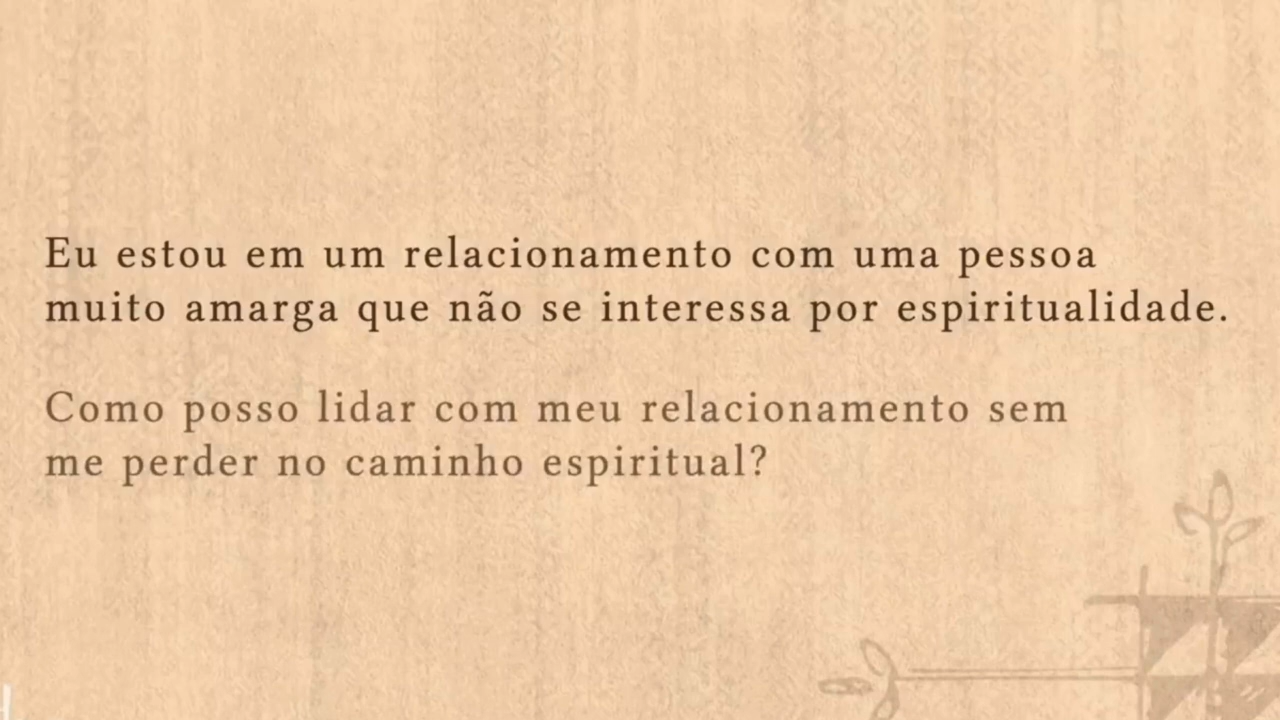 Eu estou em um relacionamento com uma pessoa
muito amarga que não se interessa por espiritualidade.
Como posso lidar com meu relacionamento sem
me perder no caminho espiritual?